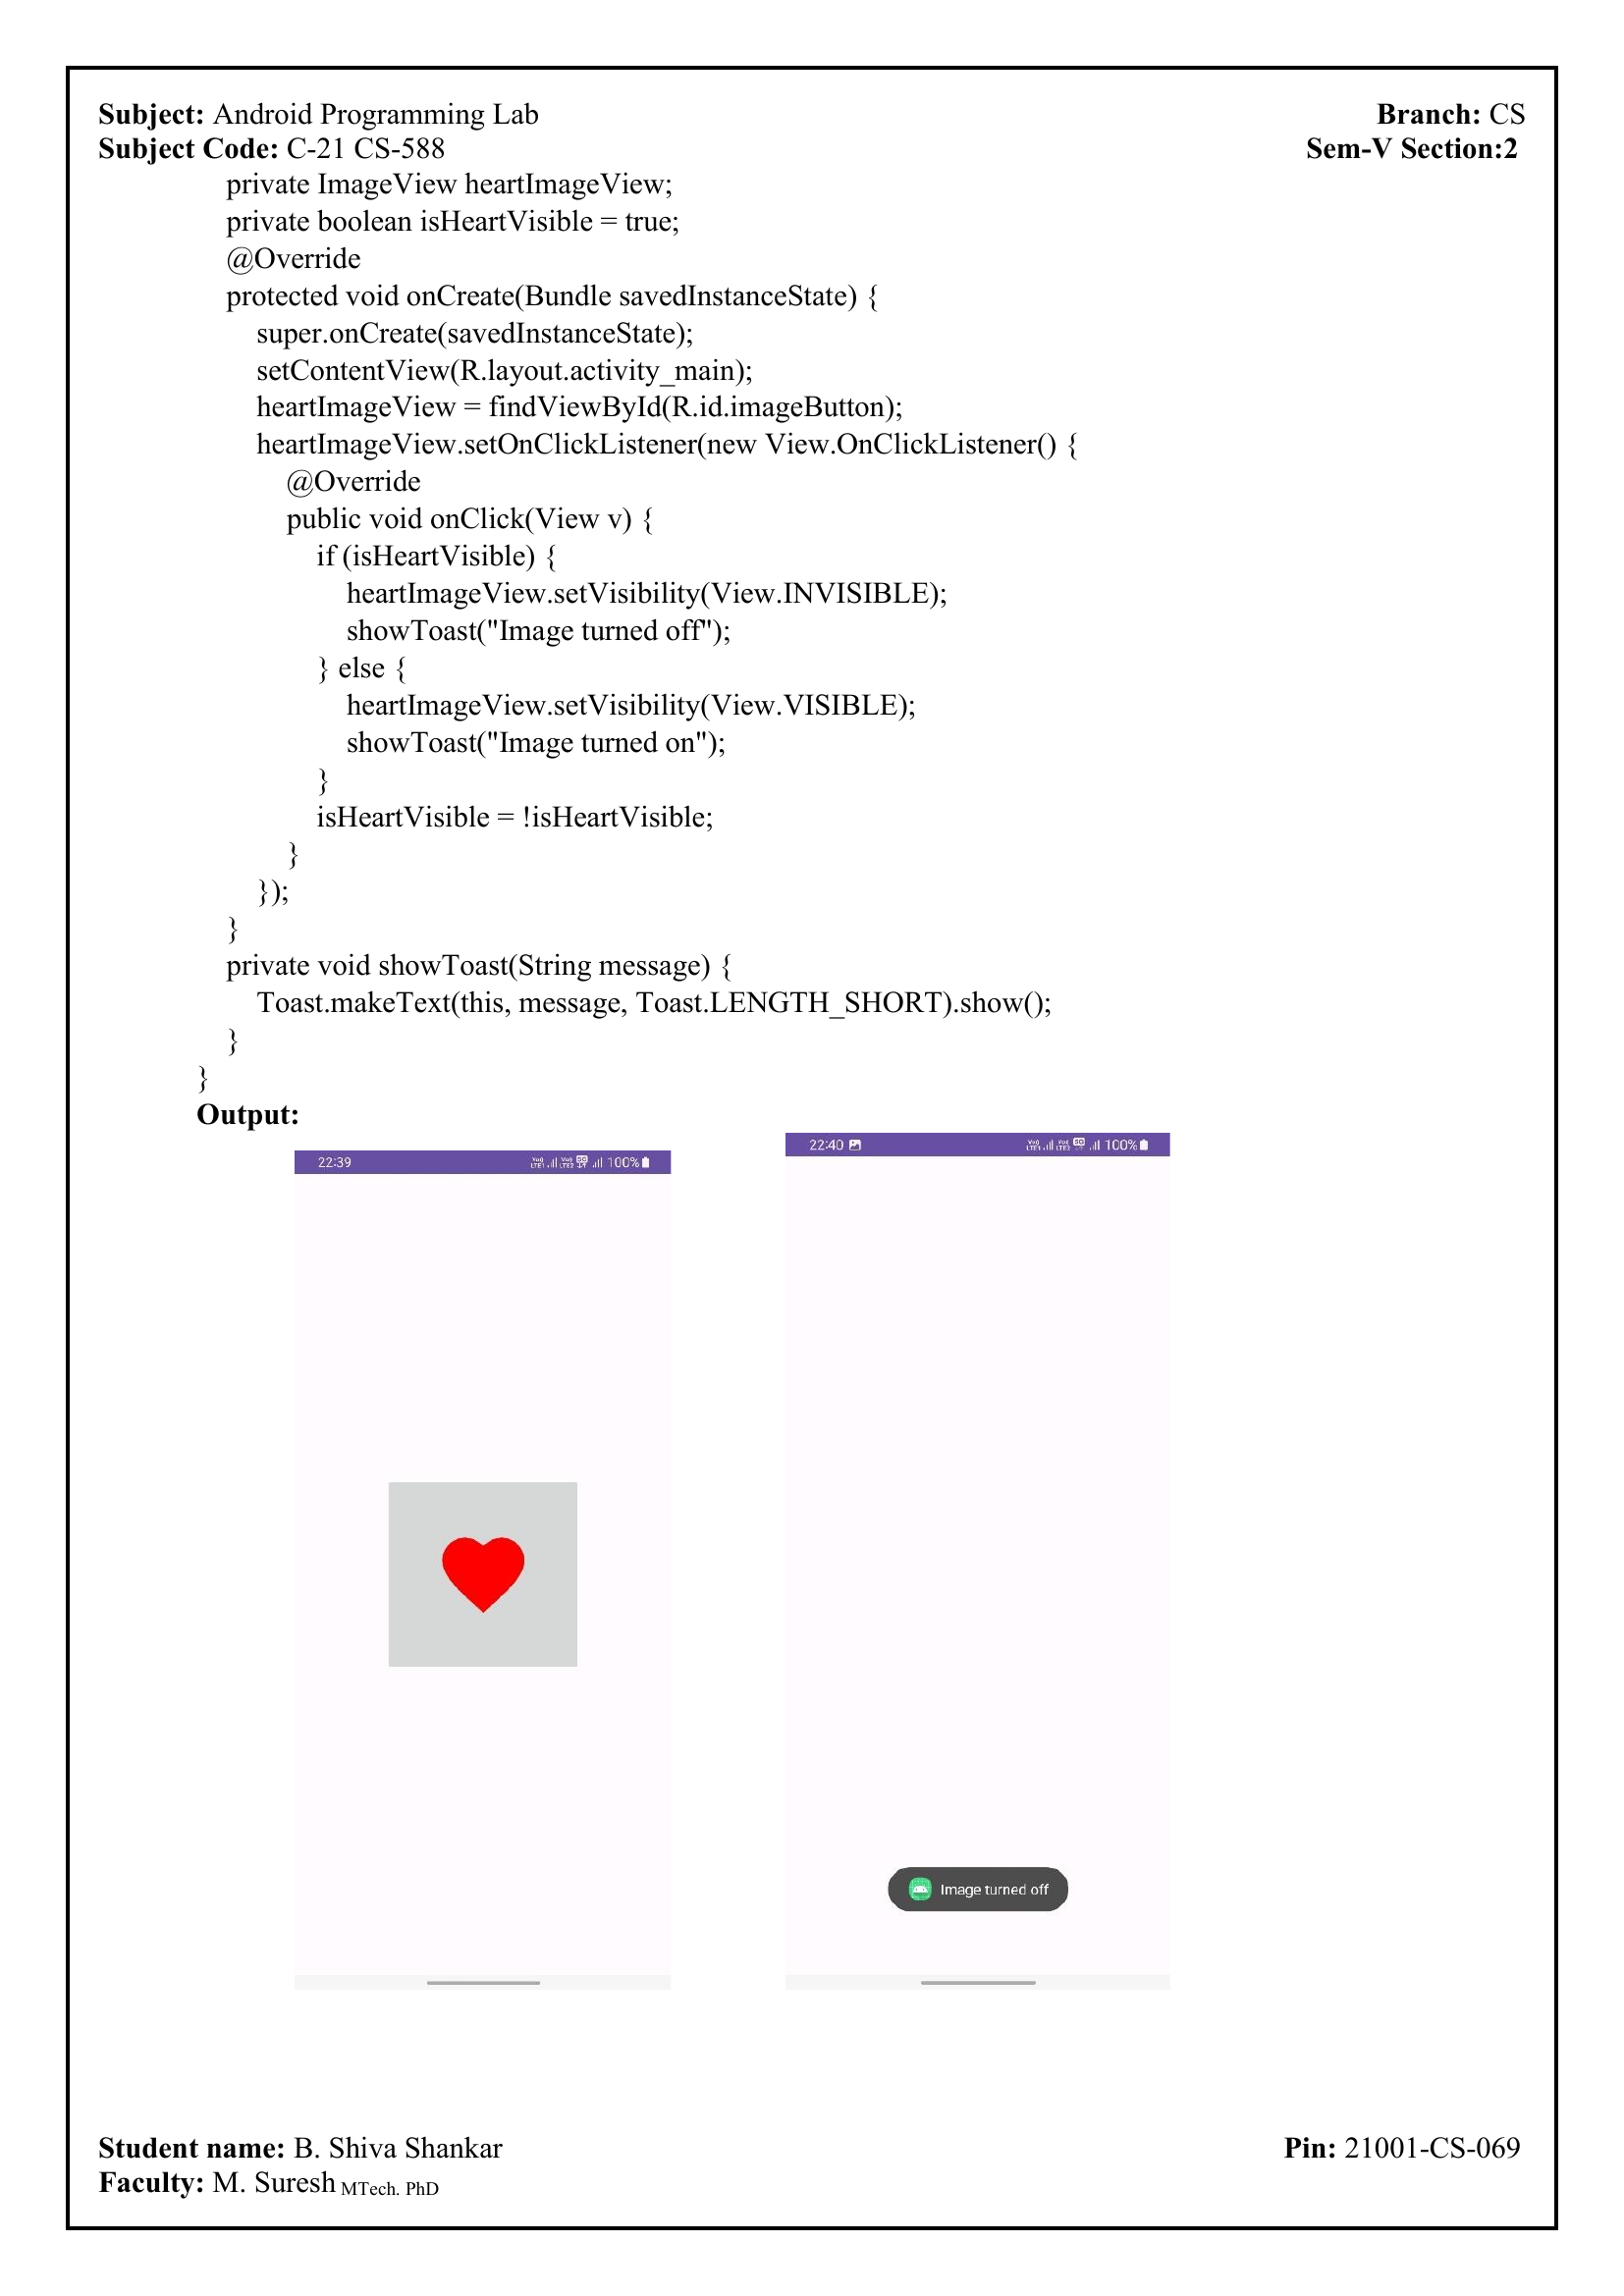 Subject: Android Programming Lab Branch: CS
Subject Code: C-21 CS-588 Sem-V Section:2
private ImageView heartImageView;
private boolean isHeartVisible = true;
@Override
protected void onCreate(Bundle savedInstanceState) {
super.onCreate(savedInstanceState);
setContentView(R.layout.activity_main);
heartImageView = findViewById(R.id.imageButton);
heartImageView.setOnClickListener(new View.OnClickListener() {
@Override
public void onClick(View v) {
if (isHeartVisible) {
heartImageView.setVisibility(View.INVISIBLE);
showToast("Image turned off");
} else {
heartImageView.setVisibility(View.VISIBLE);
showToast("Image turned on");
}
isHeartVisible = !isHeartVisible;
}
});
}
private void showToast(String message) {
Toast.makeText(this, message, Toast.LENGTH_SHORT).show();
}
}
Output:
22:39 100%
22:40 100%
Image turned off
Student name: B. Shiva Shankar Pin: 21001-CS-069
Faculty: M. Suresh MTech. PhD